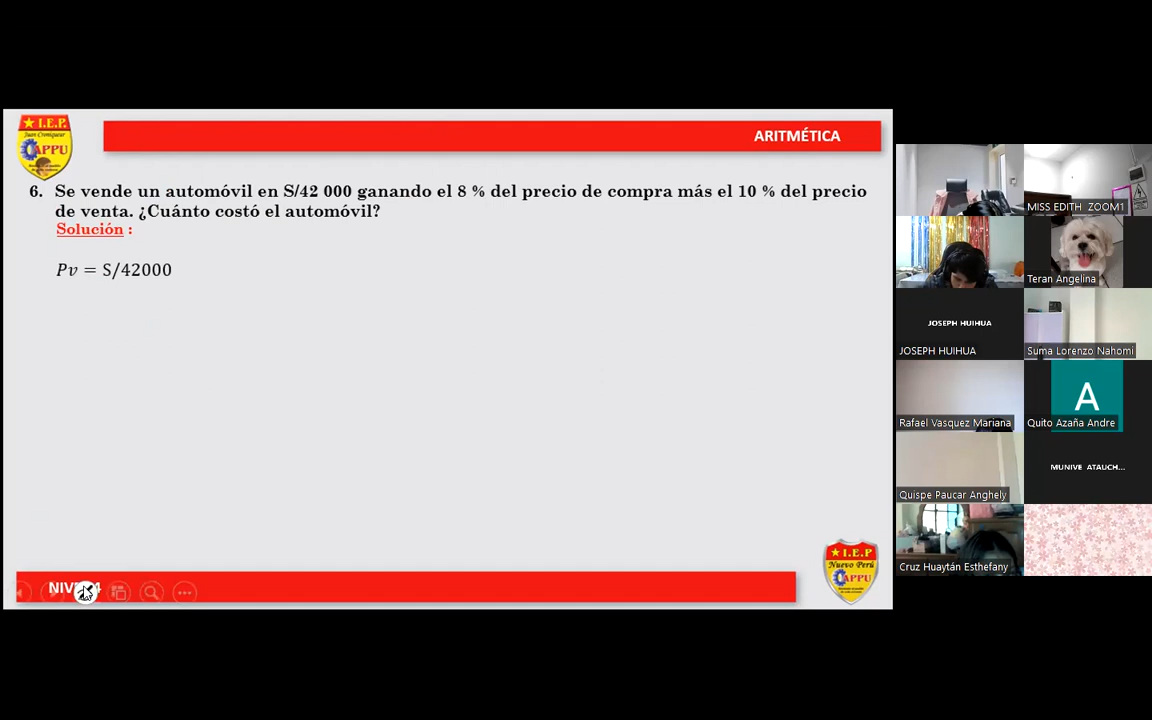 ★ I.E.P.
Juan Croniqueur
CAPPU
ARITMÉTICA
6. Se vende un automóvil en S/42 000 ganando el 8 % del precio de compra más el 10 % del precio
de venta. ¿Cuánto costó el automóvil?
Solución :
Pv = S/42000
★ I.E.P
Nuevo Perú
CAPPU
MISS EDITH ZOOM1
Teran Angelina
JOSEPH HUIHUA
JOSEPH HUIHUA
Suma Lorenzo Nahomi
Rafael Vasquez Mariana
A
Quito Azaña Andre
Quispe Paucar Anghely
MUNIVE ATAUCH...
Cruz Huaytán Esthefany